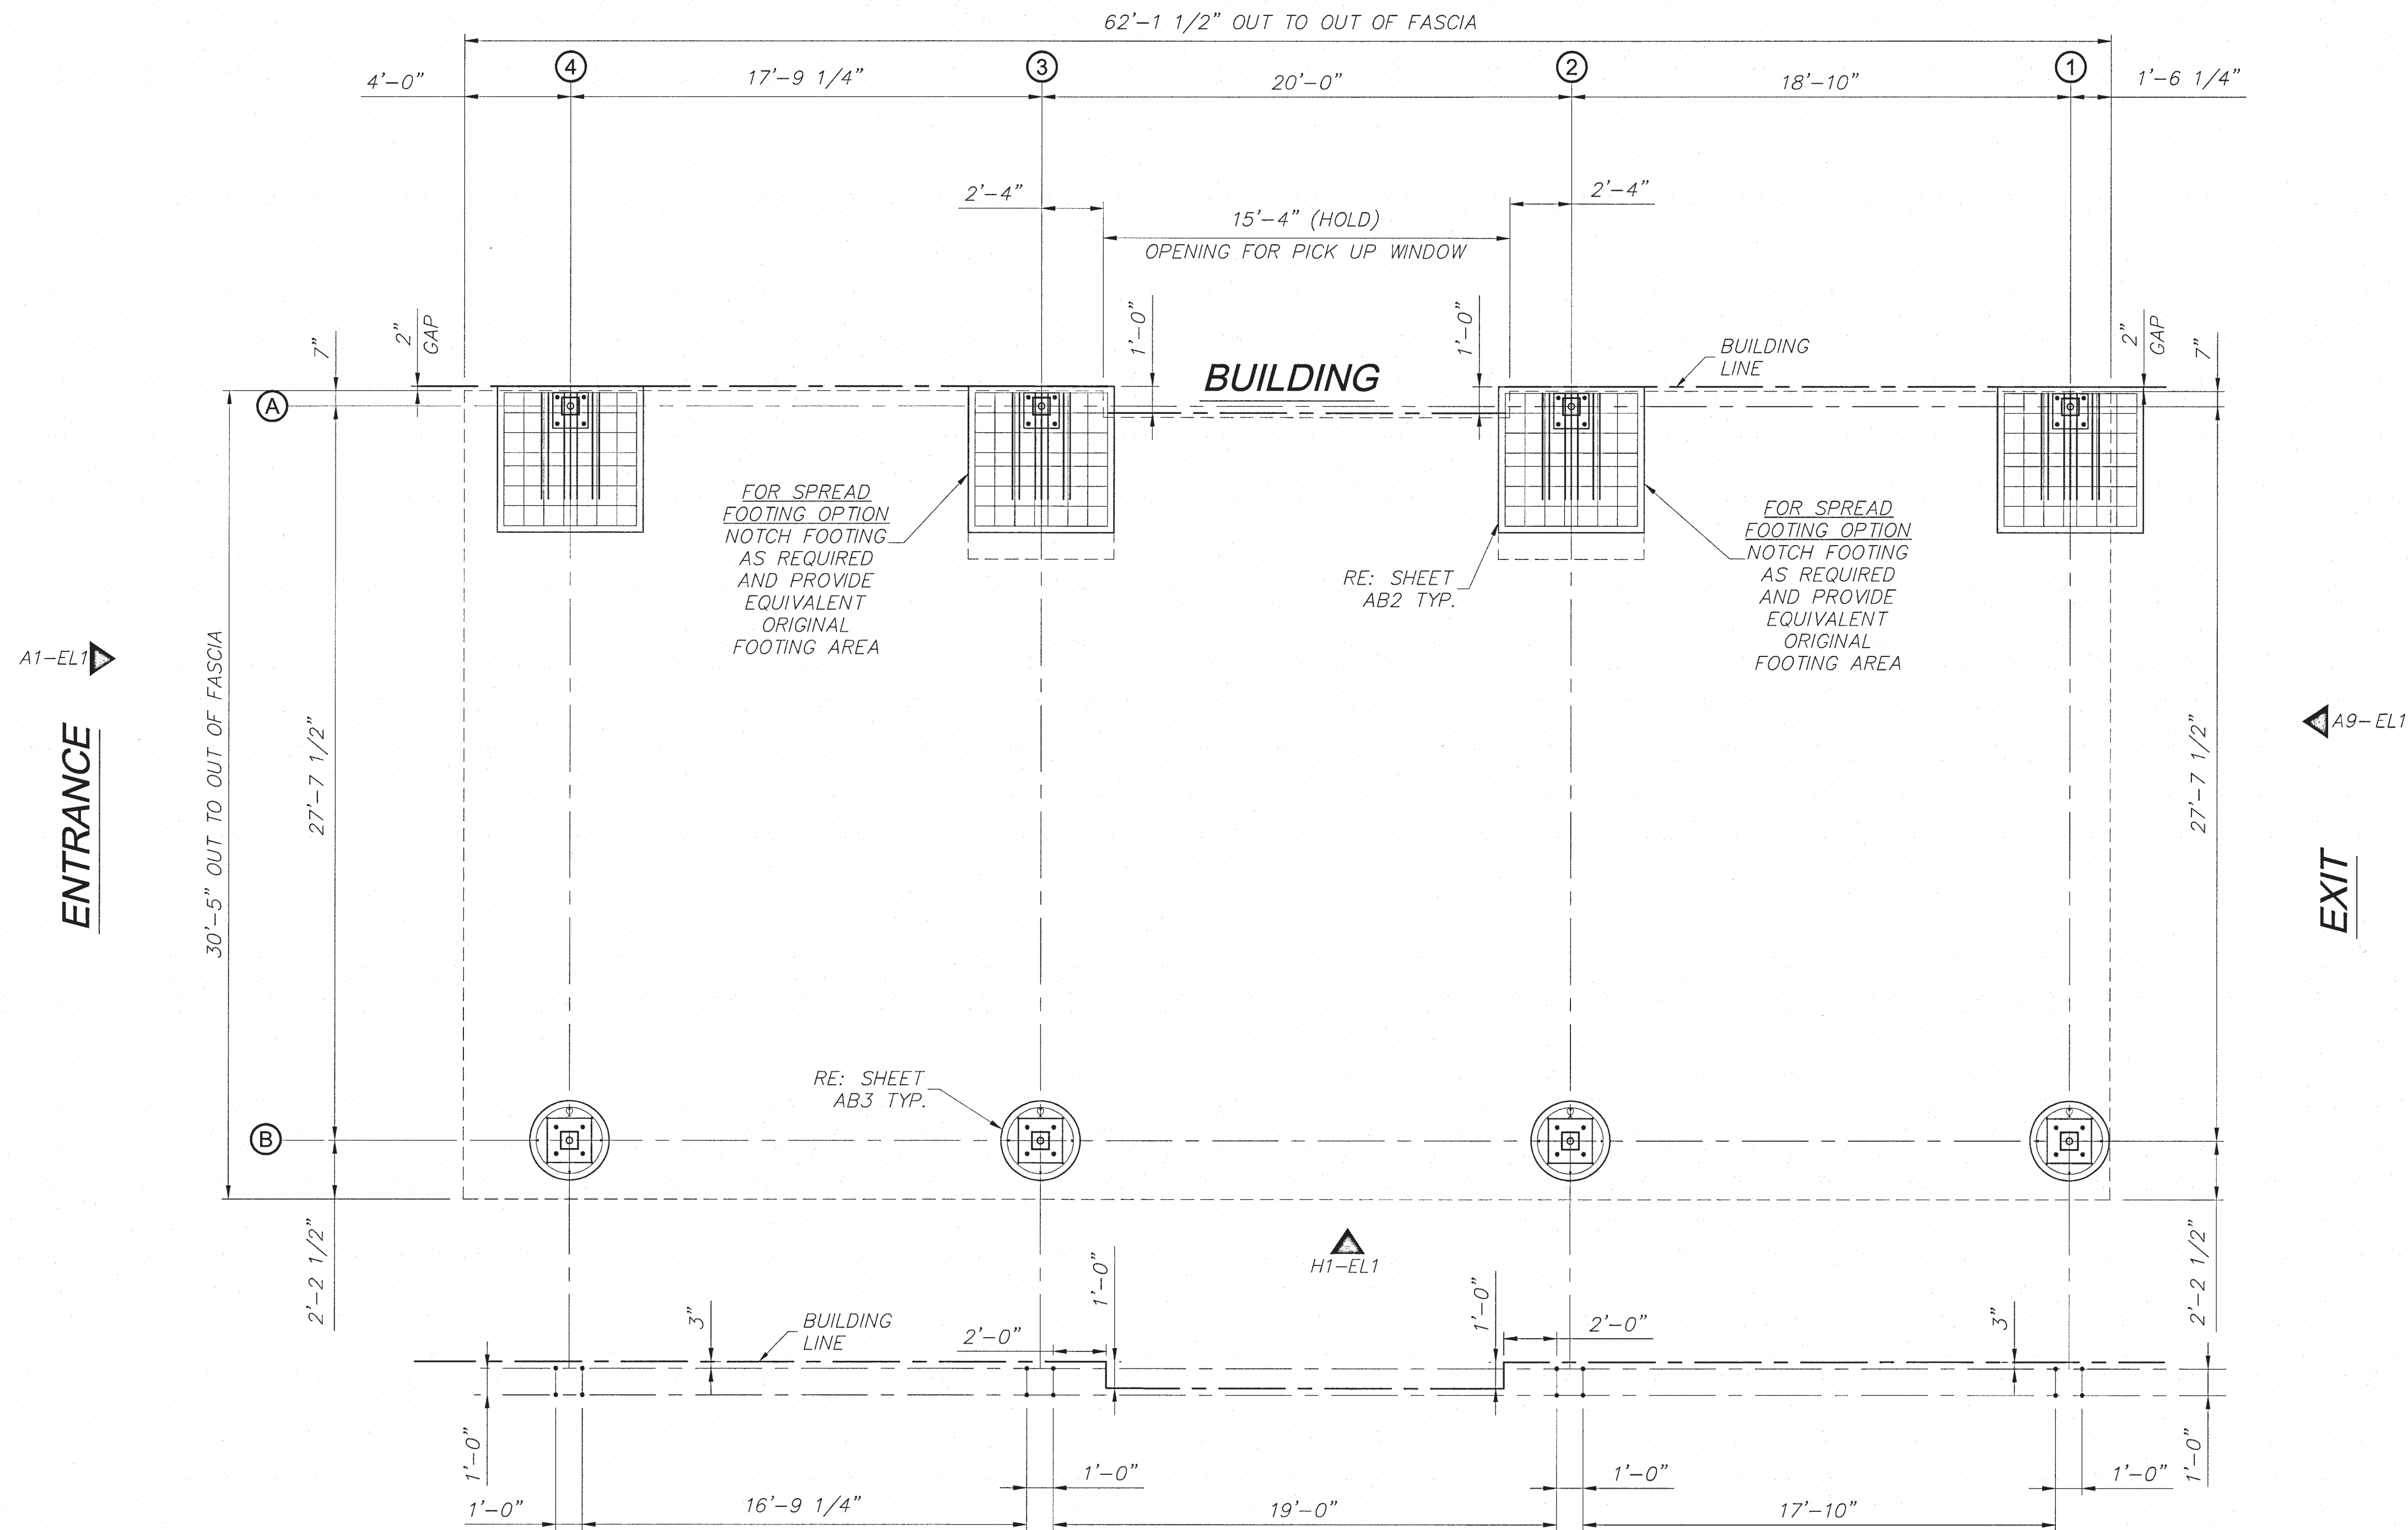 62'-1 1/2" OUT TO OUT OF FASCIA
4 3 2 1
4'-0" 17'-9 1/4" 20'-0" 18'-10" 1'-6 1/4"
2'-4" 2'-4"
15'-4" (HOLD)
OPENING FOR PICK UP WINDOW
7"
2"
GAP
1'-0"
1'-0"
BUILDING
BUILDING
LINE
2"
GAP
7"
A
FOR SPREAD
FOOTING OPTION
NOTCH FOOTING
AS REQUIRED
AND PROVIDE
EQUIVALENT
ORIGINAL
FOOTING AREA
RE: SHEET
AB2 TYP.
FOR SPREAD
FOOTING OPTION
NOTCH FOOTING
AS REQUIRED
AND PROVIDE
EQUIVALENT
ORIGINAL
FOOTING AREA
A1-EL1
ENTRANCE
30'-5" OUT TO OUT OF FASCIA
27'-7 1/2"
27'-7 1/2"
A9-EL1
EXIT
RE: SHEET
AB3 TYP.
B
2'-2 1/2"
H1-EL1
2'-2 1/2"
3"
BUILDING
LINE
2'-0"
1'-0"
1'-0"
2'-0"
3"
1'-0"
1'-0" 1'-0" 1'-0"
1'-0"
1'-0" 16'-9 1/4" 19'-0" 17'-10"